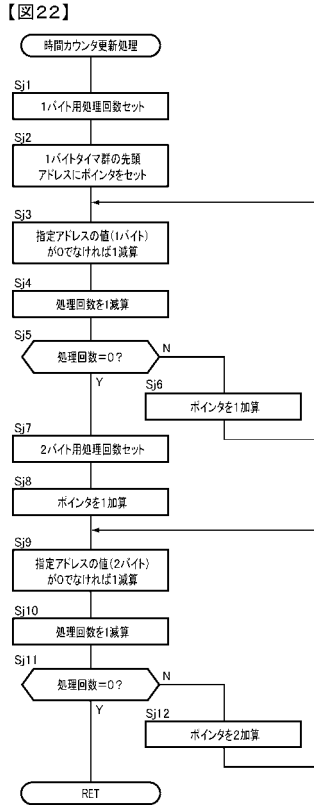 【図22】
時間カウンタ更新処理
Sj1
1バイト用処理回数セット
Sj2
1バイトタイマ群の先頭
アドレスにポインタをセット
Sj3
指定アドレスの値(1バイト)
が0でなければ1減算
Sj4
処理回数を1減算
Sj5
処理回数=0?
N
Y
Sj6
ポインタを1加算
Sj7
2バイト用処理回数セット
Sj8
ポインタを1加算
Sj9
指定アドレスの値(2バイト)
が0でなければ1減算
Sj10
処理回数を1減算
Sj11
処理回数=0?
N
Y
Sj12
ポインタを2加算
RET